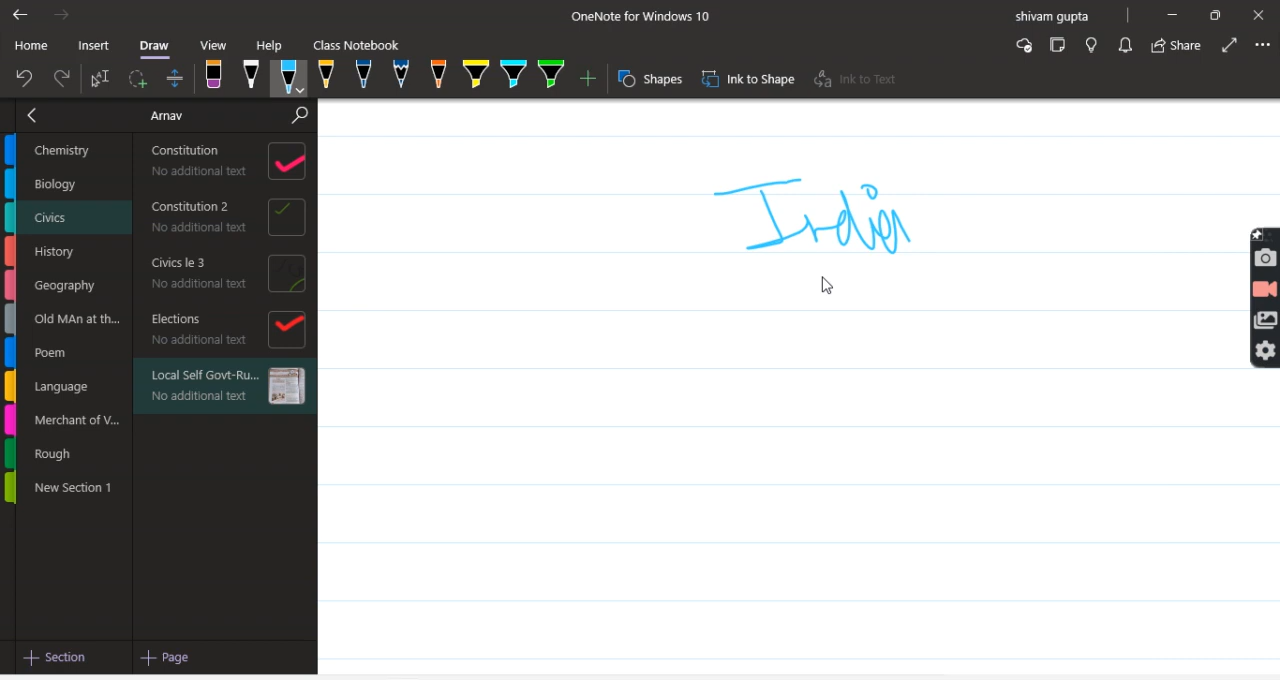 OneNote for Windows 10
shivam gupta
Home Insert Draw View Help Class Notebook Share
Shapes Ink to Shape Ink to Text
Arnav
Chemistry
Biology
Civics
History
Geography
Old MAn at th...
Poem
Language
Merchant of V...
Rough
New Section 1
Constitution
No additional text
Constitution 2
No additional text
Civics le 3
No additional text
Elections
No additional text
Local Self Govt-Ru...
No additional text
India
Section
Page